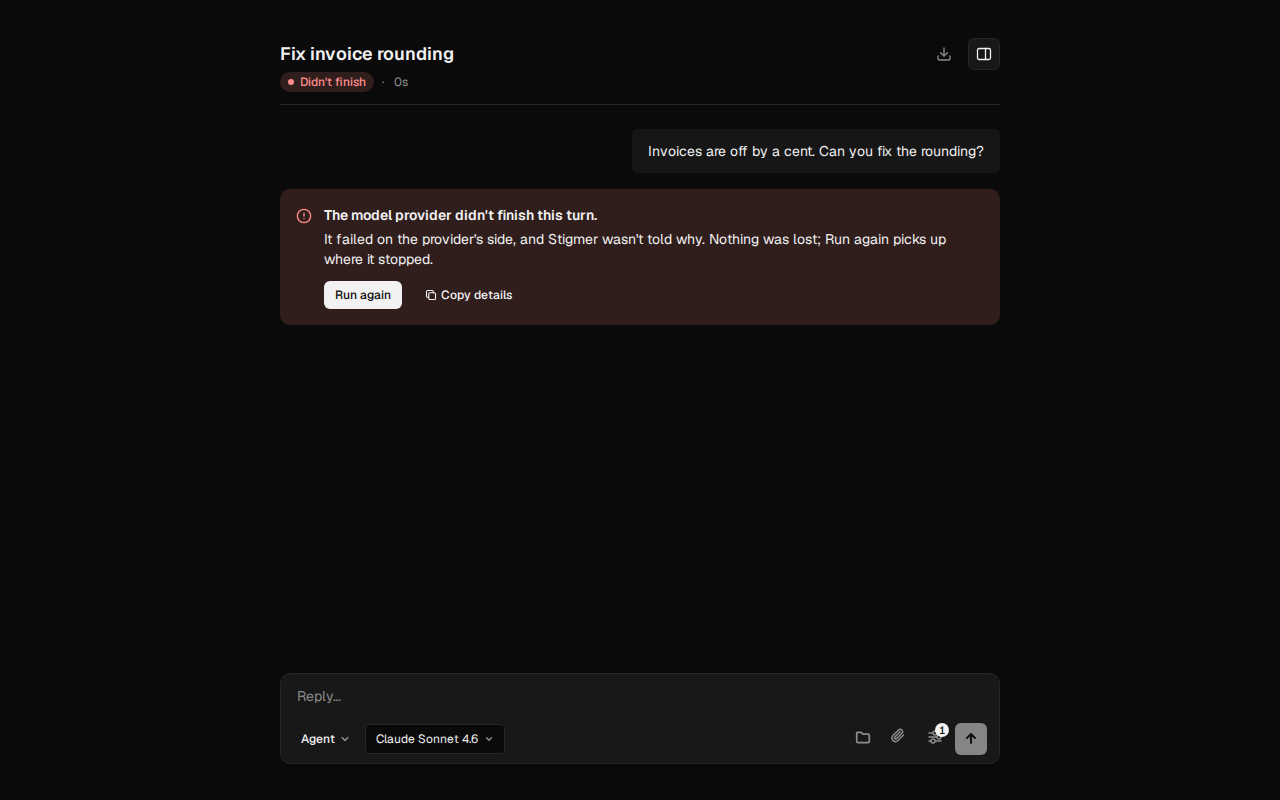 Fix invoice rounding
Didn't finish · 0s
Invoices are off by a cent. Can you fix the rounding?
The model provider didn't finish this turn.
It failed on the provider's side, and Stigmer wasn't told why. Nothing was lost; Run again picks up
where it stopped.
Run again
Copy details
Reply...
Agent
Claude Sonnet 4.6
1